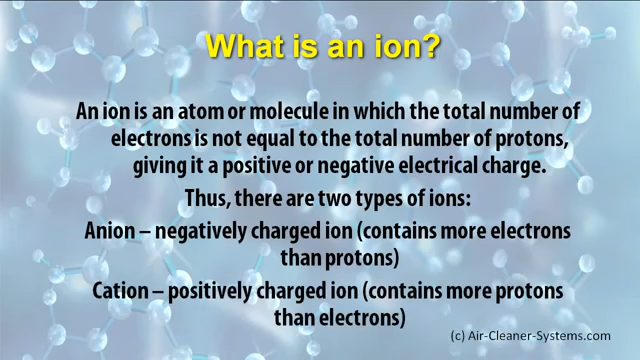 What is an ion?
An ion is an atom or molecule in which the total number of
electrons is not equal to the total number of protons,
giving it a positive or negative electrical charge.
Thus, there are two types of ions:
Anion – negatively charged ion (contains more electrons
than protons)
Cation – positively charged ion (contains more protons
than electrons)
(c) Air-Cleaner-Systems.com